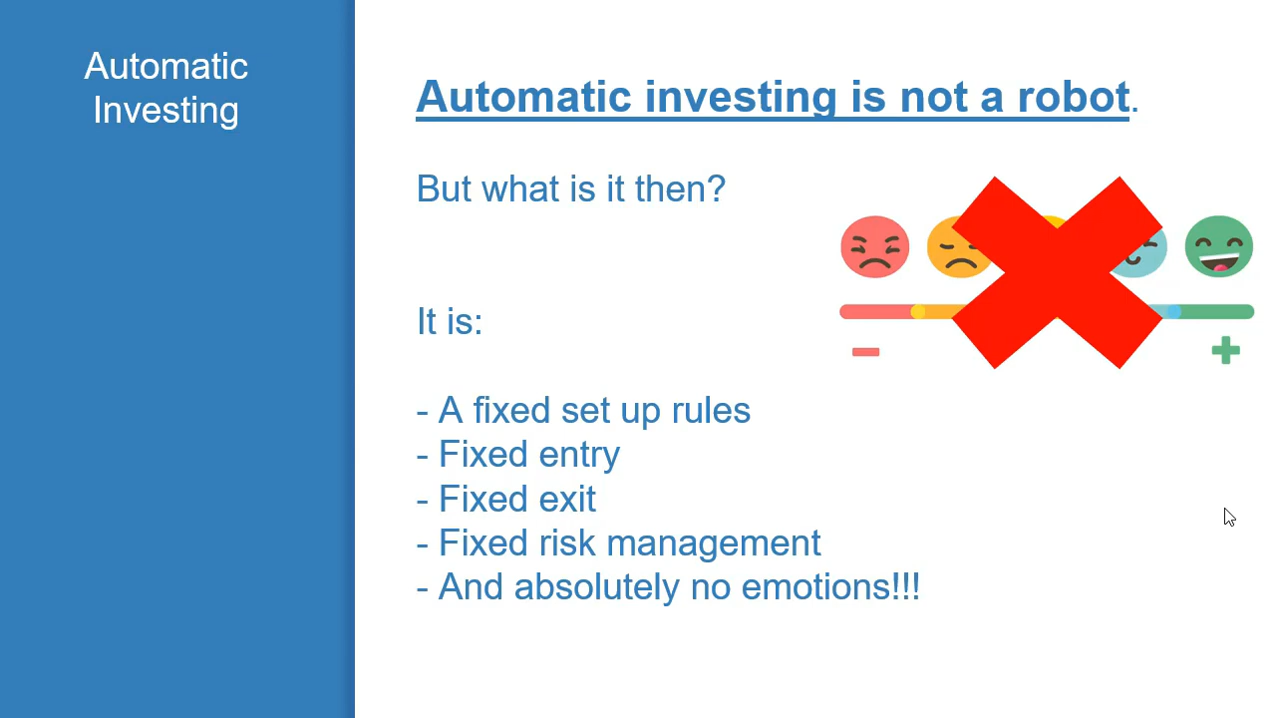 Automatic
Investing
Automatic investing is not a robot.
But what is it then?
It is:
- A fixed set up rules
- Fixed entry
- Fixed exit
- Fixed risk management
- And absolutely no emotions!!!